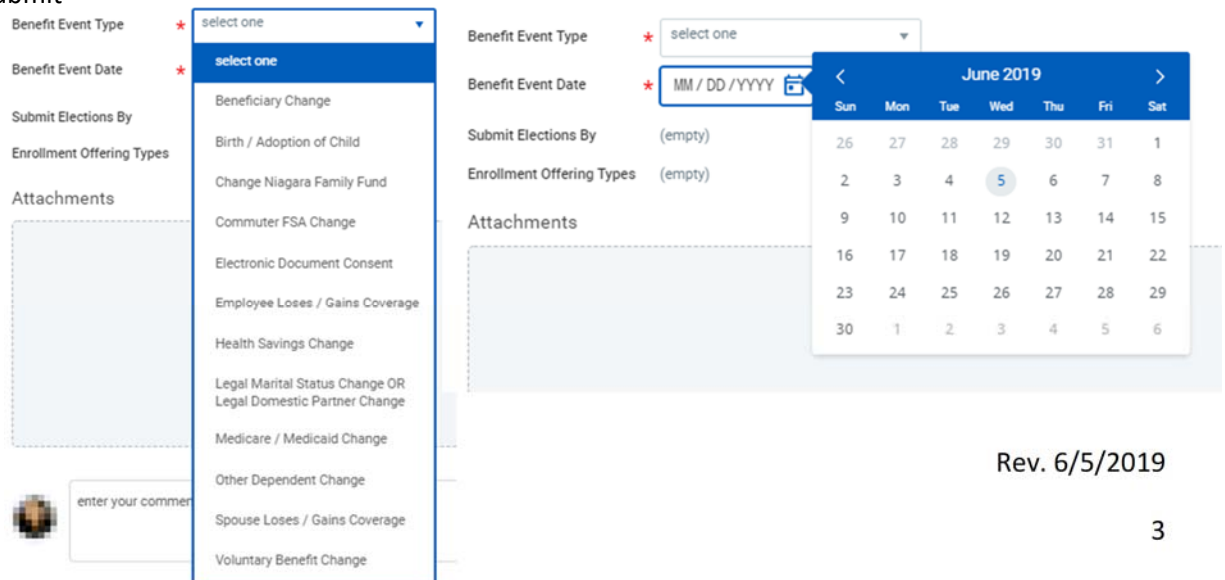 Benefit Event Type * select one
select one
Benefit Event Date *
Beneficiary Change
Submit Elections By
Birth / Adoption of Child
Enrollment Offering Types
Change Niagara Family Fund
Attachments
Commuter FSA Change
Electronic Document Consent
Employee Loses / Gains Coverage
Health Savings Change
Legal Marital Status Change OR
Legal Domestic Partner Change
Medicare / Medicaid Change
Other Dependent Change
enter your commen
Spouse Loses / Gains Coverage
Voluntary Benefit Change
Benefit Event Type * select one
Benefit Event Date * MM / DD / YYYY
Submit Elections By (empty)
Enrollment Offering Types (empty)
Attachments
June 2019
Sun Mon Tue Wed Thu Fri Sat
26 27 28 29 30 31 1
2 3 4 5 6 7 8
9 10 11 12 13 14 15
16 17 18 19 20 21 22
23 24 25 26 27 28 29
30 1 2 3 4 5 6
Rev. 6/5/2019
3